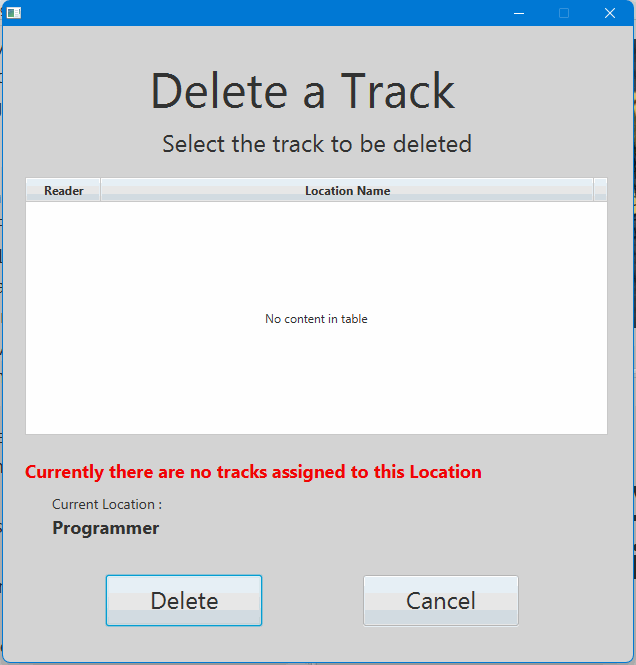 Delete a Track
Select the track to be deleted
Reader Location Name
No content in table
Currently there are no tracks assigned to this Location
Current Location :
Programmer
Delete Cancel